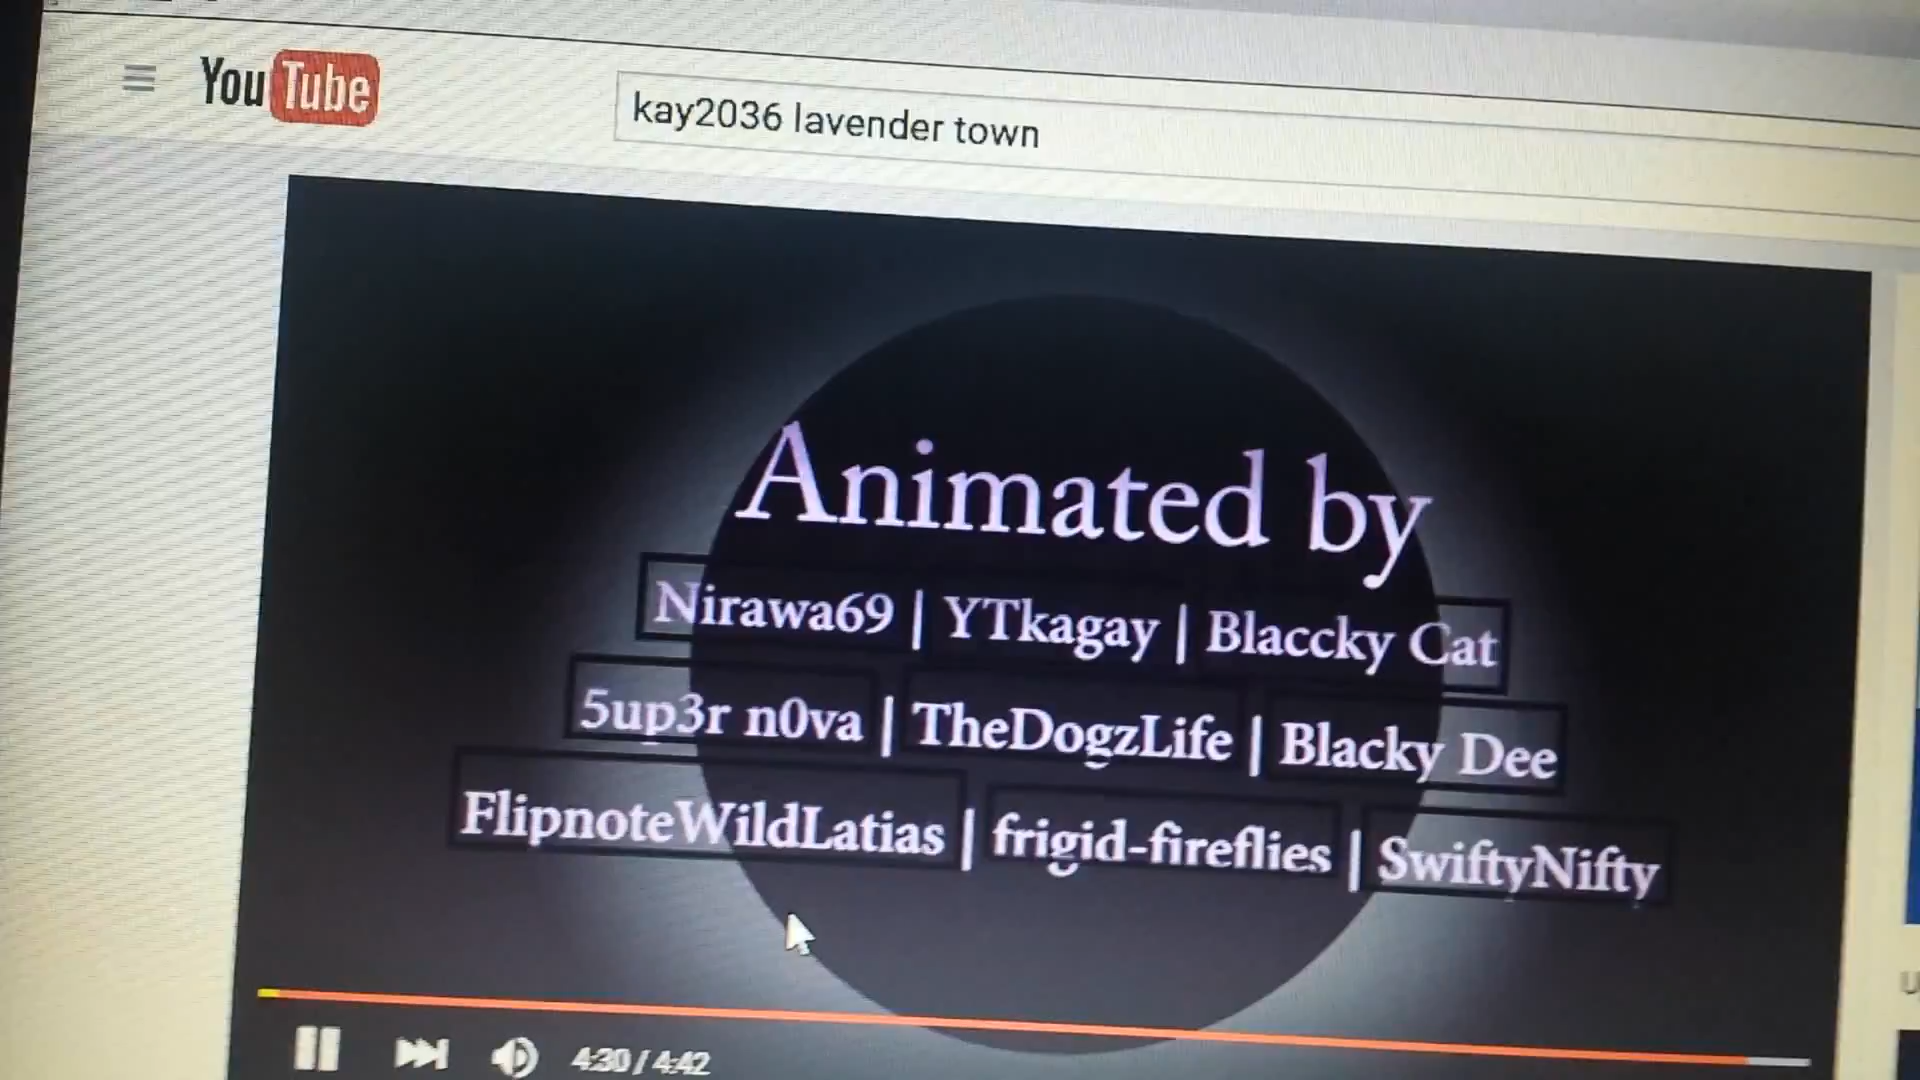 YouTube
kay2036 lavender town
Animated by
Nirawa69 | YTkagay | Blaccky Cat
5up3r n0va | TheDogzLife | Blacky Dee
FlipnoteWildLatias | frigid-fireflies | SwiftyNifty
4:30 / 4:42